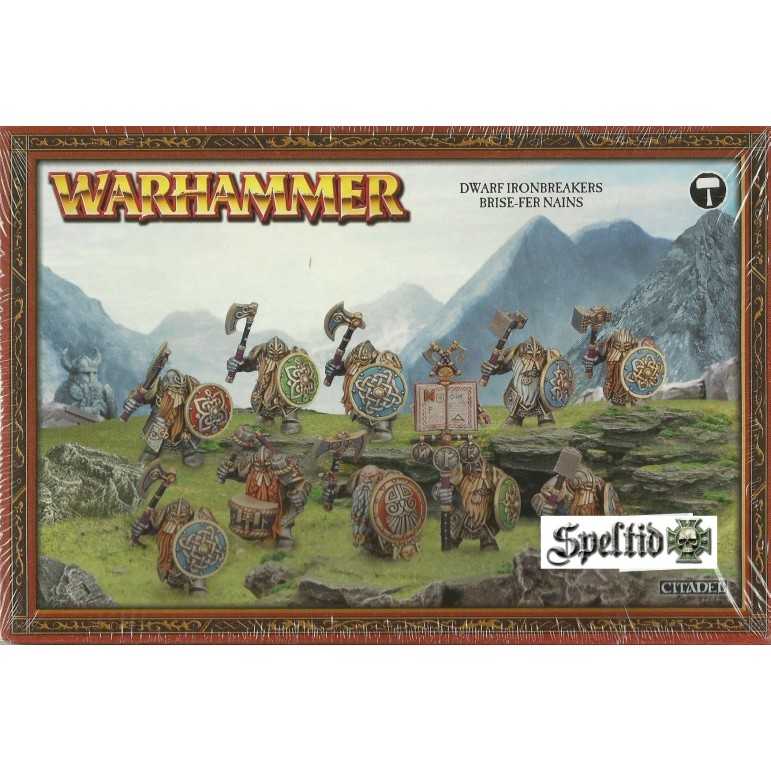 WARHAMMER
DWARF IRONBREAKERS
BRISE-FER NAINS
Speltid
CITADEL